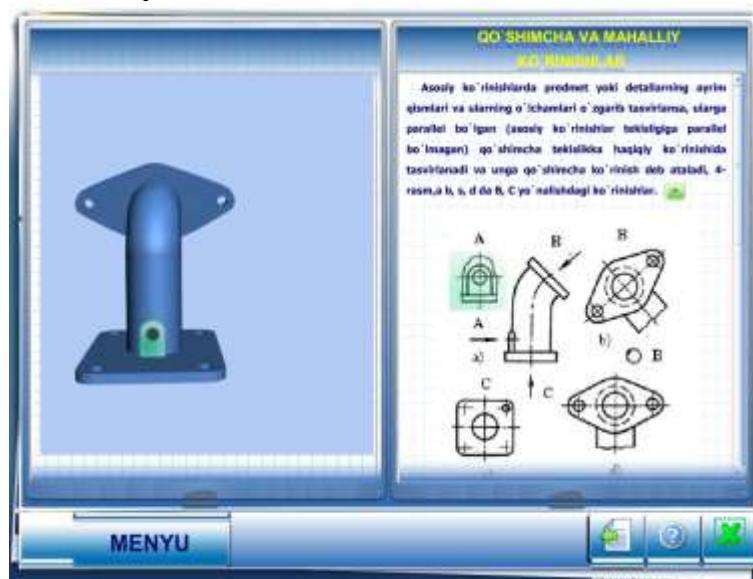 QO`SHIMCHA VA MAHALLIY
KO`RINISHLAR
Asosiy ko`rinishlarda predmet yoki detallarning ayrim
qismlari va ularning o`lchamlari o`zgarib tasvirlansa, ularga
parallel bo`lgan (asosiy ko`rinishlar tekisligiga parallel
bo`lmagan) qo`shimcha tekislikka haqiqiy ko`rinishida
tasvirlanadi va unga qo`shimcha ko`rinish deb ataladi, 4-
rasm,a b, s, d da B, C yo`nalishdagi ko`rinishlar.
A
B
B
A
a)
b)
B
C
C
MENYU